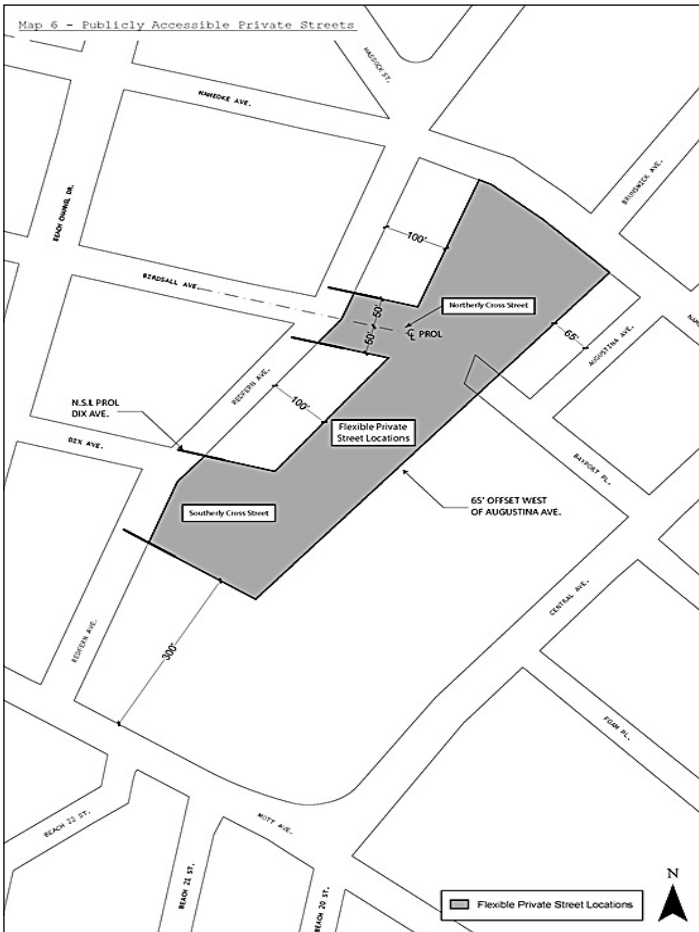 Map 6 - Publicly Accessible Private Streets
HASSOCK ST.
NAMEOKE AVE.
BRUNSWICK AVE.
BEACH CHANNEL DR.
100'
BIRDSALL AVE.
50'
Northerly Cross Street
CL PROL
50'
65'
AUGUSTINA AVE.
REDFERN AVE.
N.S.L PROL
DIX AVE.
100'
Flexible Private
Street Locations
DIX AVE.
BAYPORT PL.
Southerly Cross Street
65' OFFSET WEST
OF AUGUSTINA AVE.
CENTRAL AVE.
REDFERN AVE.
300'
FOAM PL.
BEACH 22 ST.
MOTT AVE.
BEACH 21 ST.
BEACH 20 ST.
N
Flexible Private Street Locations